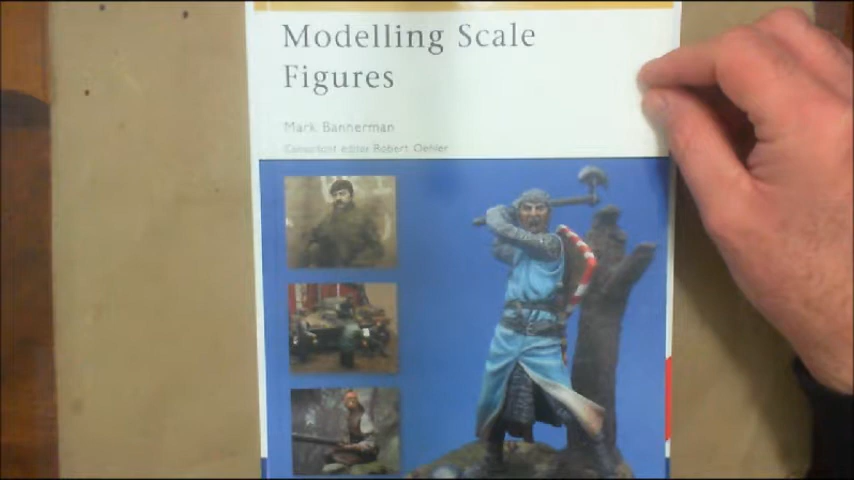 Modelling Scale
Figures
Mark Bannerman
Consultant editor Robert Oehler